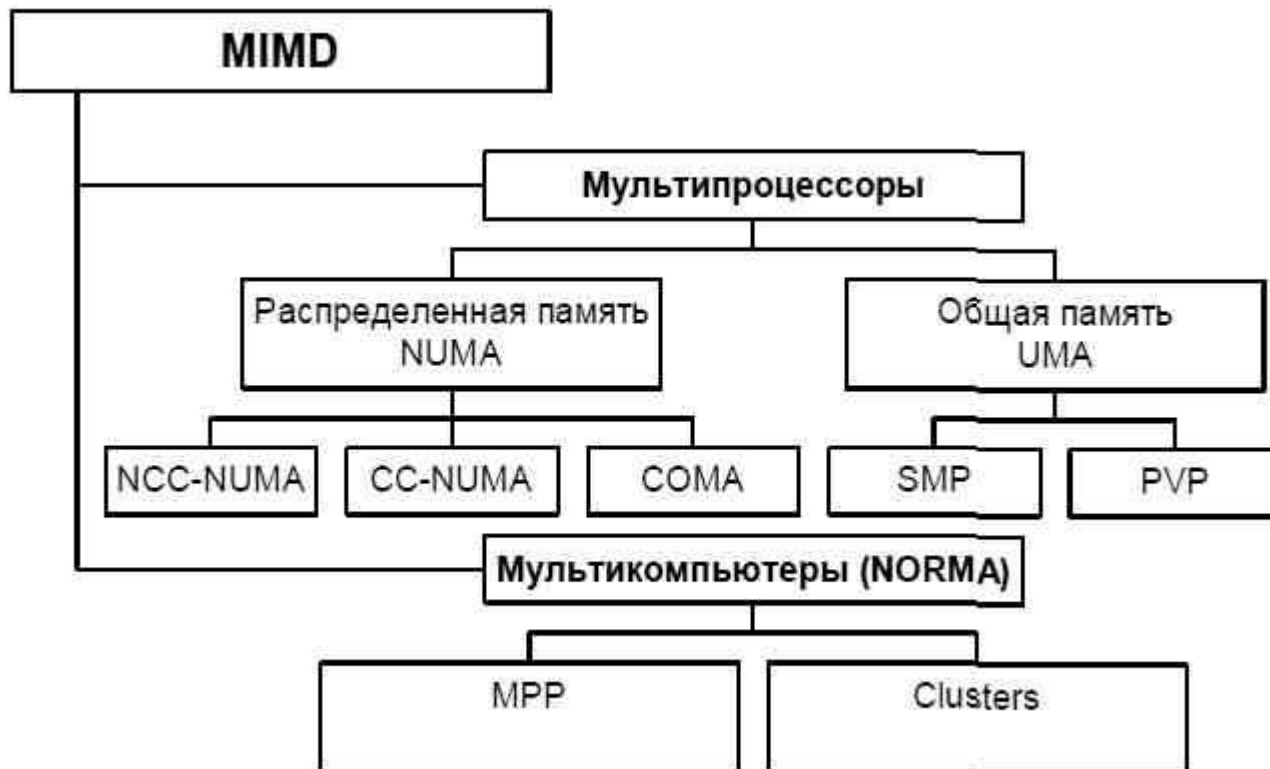 MIMD
Мультипроцессоры
Распределенная память
NUMA
Общая память
UMA
NCC-NUMA
CC-NUMA
COMA
SMP
PVP
Мультикомпьютеры (NORMA)
MPP
Clusters